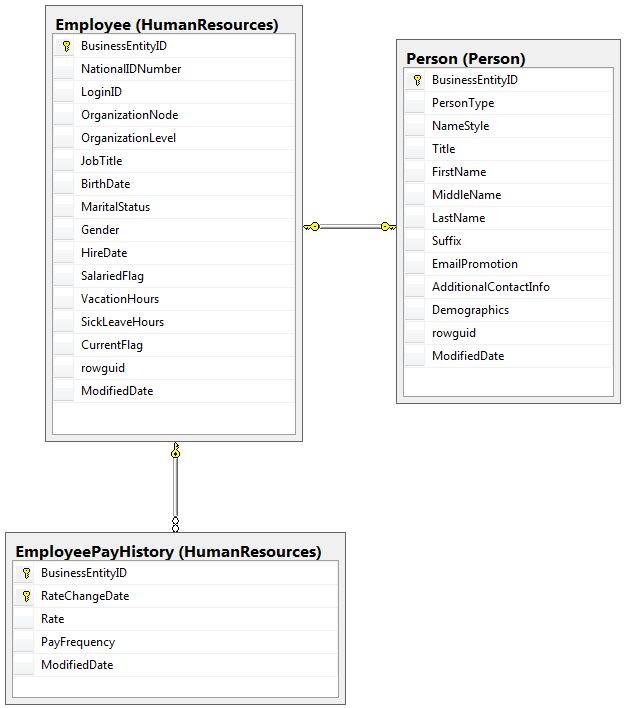 Employee (HumanResources)
BusinessEntityID
NationalIDNumber
LoginID
OrganizationNode
OrganizationLevel
JobTitle
BirthDate
MaritalStatus
Gender
HireDate
SalariedFlag
VacationHours
SickLeaveHours
CurrentFlag
rowguid
ModifiedDate
Person (Person)
BusinessEntityID
PersonType
NameStyle
Title
FirstName
MiddleName
LastName
Suffix
EmailPromotion
AdditionalContactInfo
Demographics
rowguid
ModifiedDate
EmployeePayHistory (HumanResources)
BusinessEntityID
RateChangeDate
Rate
PayFrequency
ModifiedDate